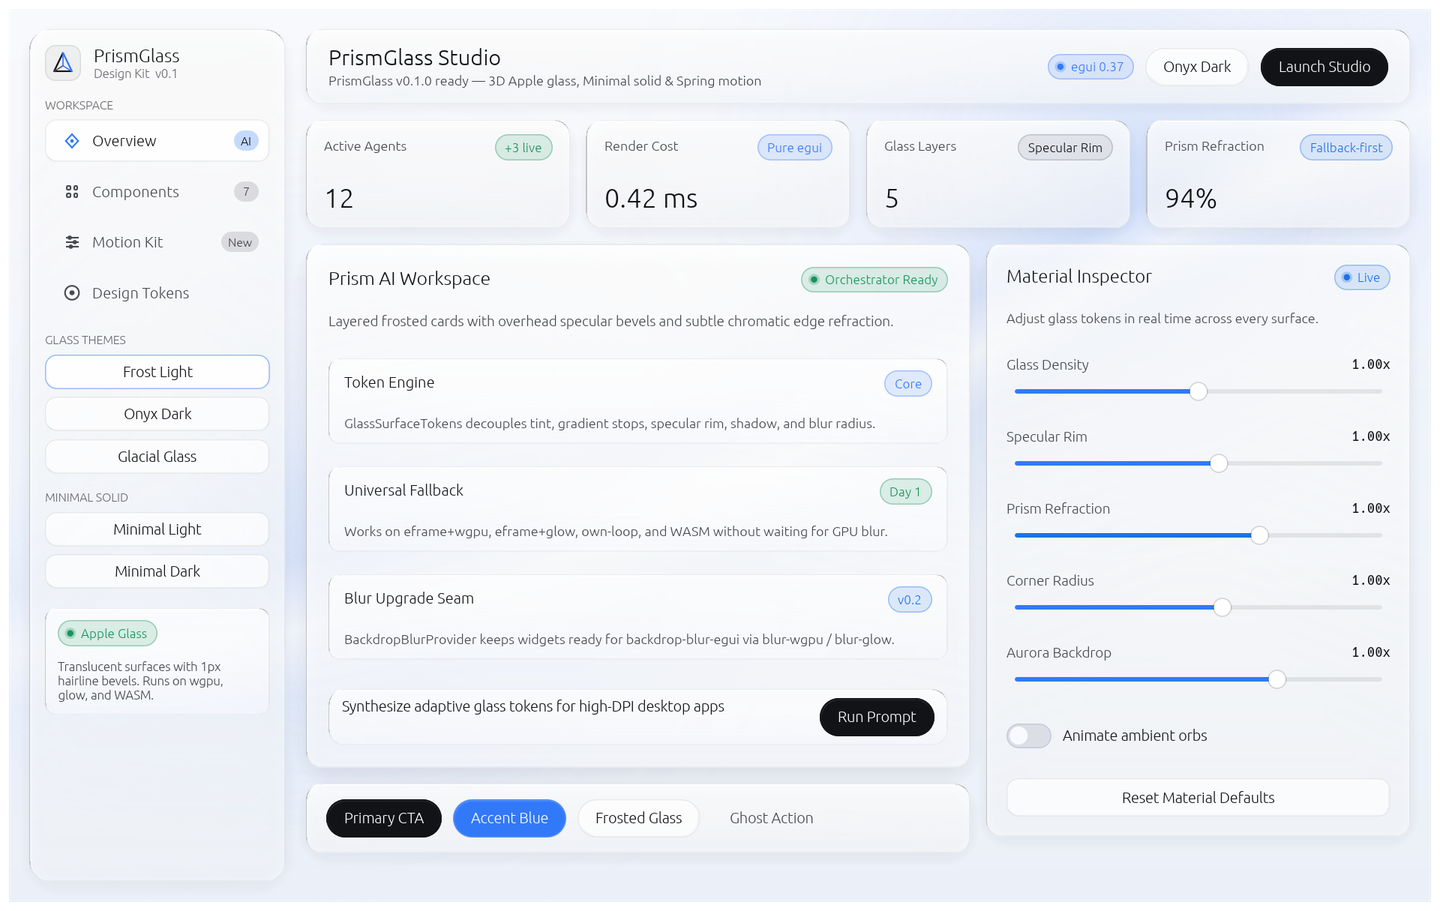 PrismGlass
Design Kit v0.1
WORKSPACE
Overview AI
Components 7
Motion Kit New
Design Tokens
GLASS THEMES
Frost Light
Onyx Dark
Glacial Glass
MINIMAL SOLID
Minimal Light
Minimal Dark
Apple Glass
Translucent surfaces with 1px
hairline bevels. Runs on wgpu,
glow, and WASM.
PrismGlass Studio
PrismGlass v0.1.0 ready — 3D Apple glass, Minimal solid & Spring motion
egui 0.37
Onyx Dark
Launch Studio
Active Agents +3 live
12
Render Cost Pure egui
0.42 ms
Glass Layers Specular Rim
5
Prism Refraction Fallback-first
94%
Prism AI Workspace Orchestrator Ready
Layered frosted cards with overhead specular bevels and subtle chromatic edge refraction.
Token Engine Core
GlassSurfaceTokens decouples tint, gradient stops, specular rim, shadow, and blur radius.
Universal Fallback Day 1
Works on eframe+wgpu, eframe+glow, own-loop, and WASM without waiting for GPU blur.
Blur Upgrade Seam v0.2
BackdropBlurProvider keeps widgets ready for backdrop-blur-egui via blur-wgpu / blur-glow.
Synthesize adaptive glass tokens for high-DPI desktop apps
Run Prompt
Primary CTA
Accent Blue
Frosted Glass
Ghost Action
Material Inspector Live
Adjust glass tokens in real time across every surface.
Glass Density 1.00x
Specular Rim 1.00x
Prism Refraction 1.00x
Corner Radius 1.00x
Aurora Backdrop 1.00x
Animate ambient orbs
Reset Material Defaults